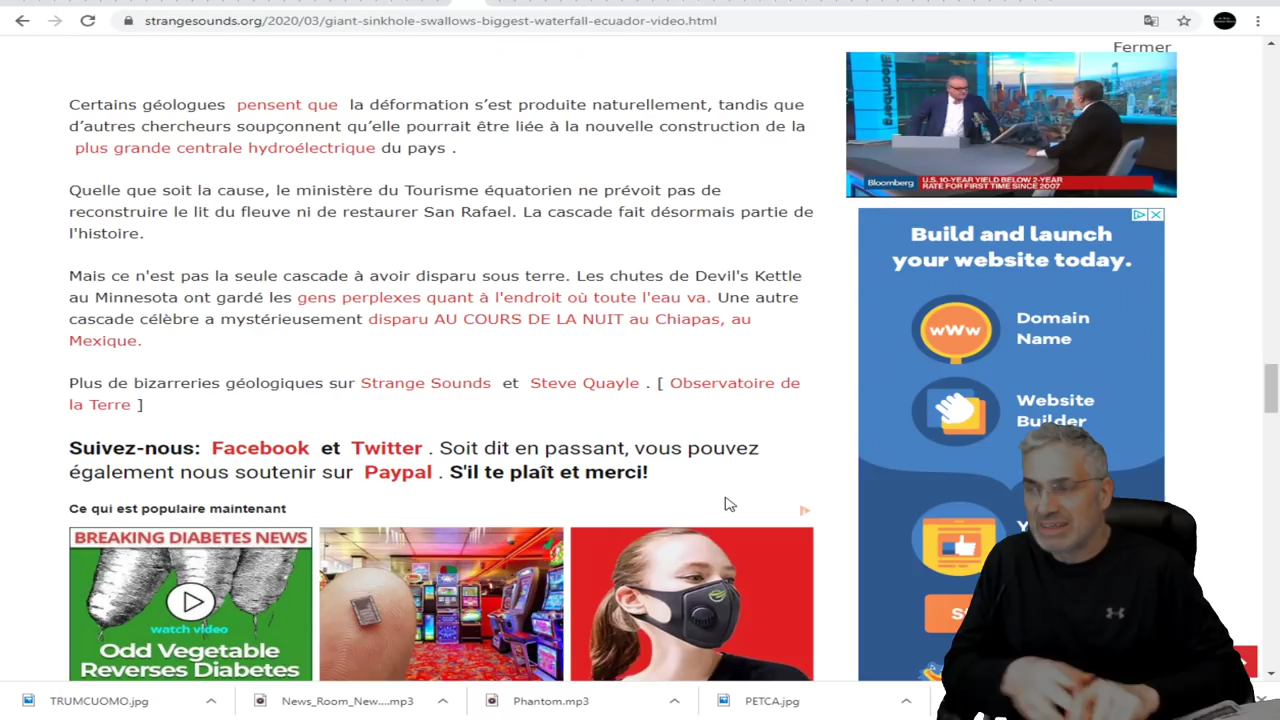 strangesounds.org/2020/03/giant-sinkhole-swallows-biggest-waterfall-ecuador-video.html
Fermer
Certains géologues pensent que la déformation s’est produite naturellement, tandis que
d’autres chercheurs soupçonnent qu’elle pourrait être liée à la nouvelle construction de la
plus grande centrale hydroélectrique du pays .
Quelle que soit la cause, le ministre du Tourisme équatorien ne prévoit pas de
reconstruire le lit du fleuve ni de restaurer San Rafael. La cascade fait désormais partie de
l'histoire.
Mais ce n'est pas la seule cascade à avoir disparu sous terre. Les chutes de Devil's Kettle
au Minnesota ont gardé les gens perplexes quant à l'endroit où toute l'eau va. Une autre
cascade célèbre a mystérieusement disparu AU COURS DE LA NUIT au Chiapas, au
Mexique.
Plus de bizarreries géologiques sur Strange Sounds et Steve Quayle . [ Observatoire de
la Terre ]
Suivez-nous: Facebook et Twitter . Soit dit en passant, vous pouvez
également nous soutenir sur Paypal . S'il te plaît et merci!
Ce qui est populaire maintenant
BREAKING DIABETES NEWS
watch video
Odd Vegetable
Reverses Diabetes
Bloomberg
Bloomberg
U.S. 10-YEAR YIELD BELOW 2-YEAR
RATE FOR FIRST TIME SINCE 2007
Build and launch
your website today.
www
Domain
Name
Website
Builder
TRUMCUOMO.jpg
News_Room_New....mp3
Phantom.mp3
PETCA.jpg